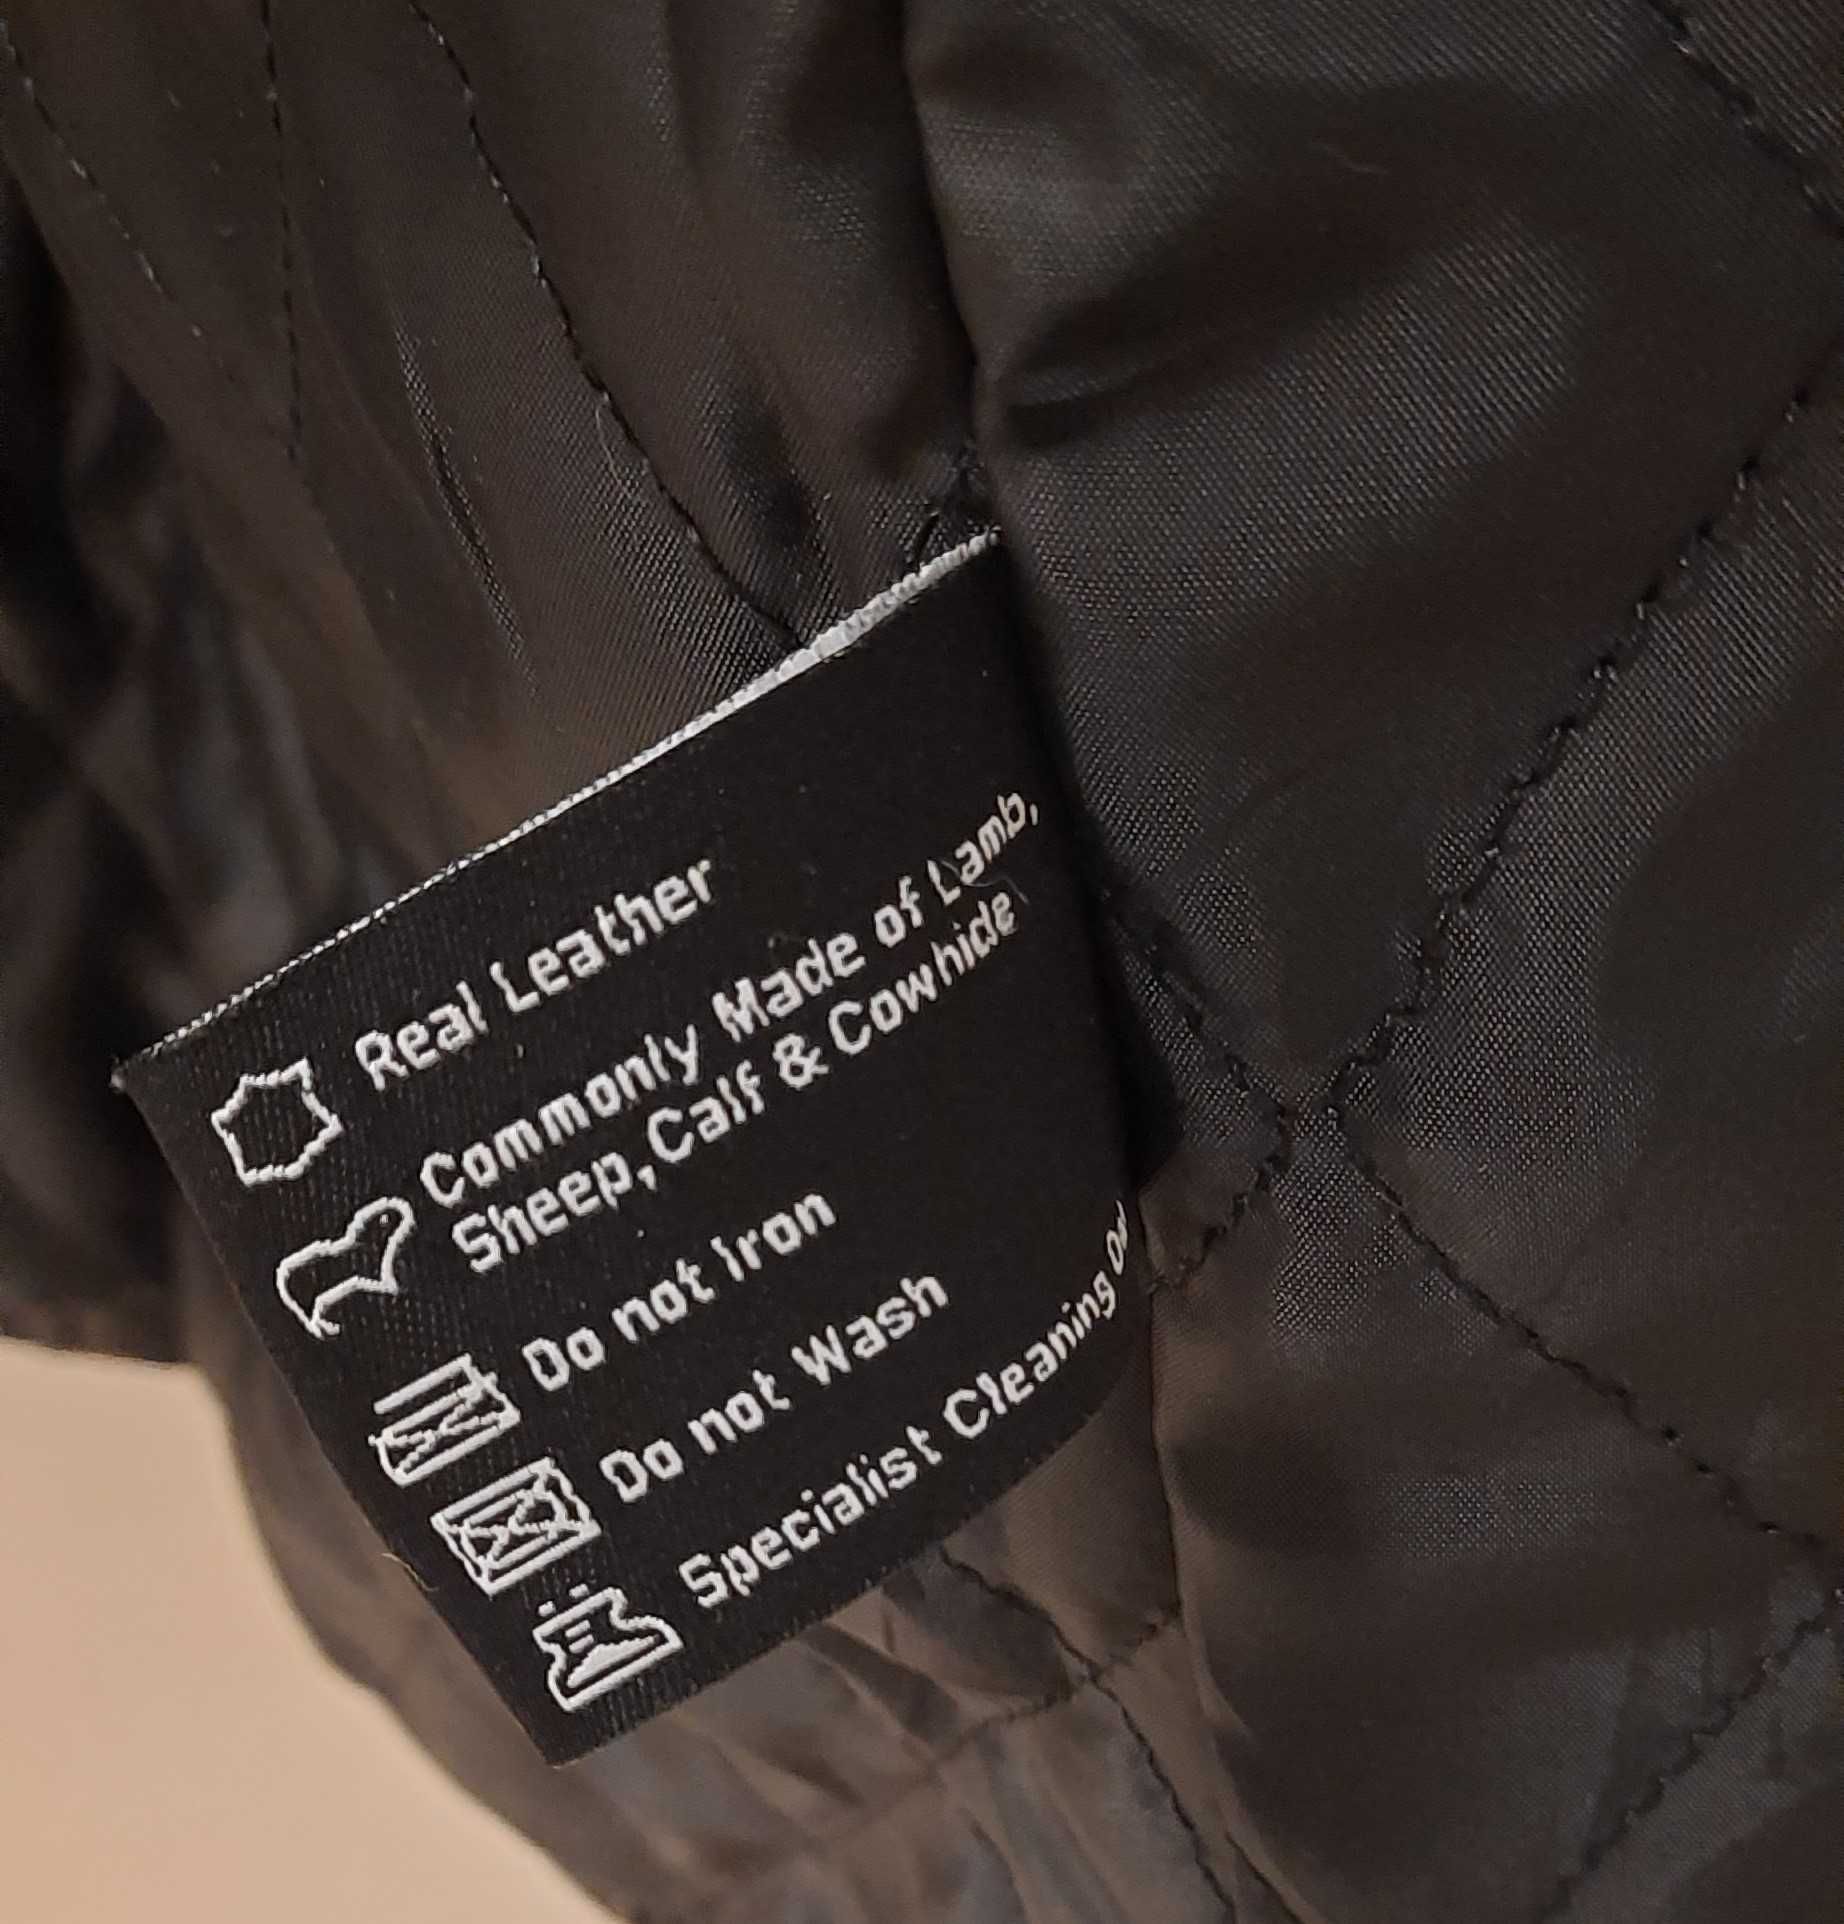 Real Leather
Commonly Made of Lamb,
Sheep, Calf & Cowhide
Do not Iron
Do not Wash
Specialist Cleaning